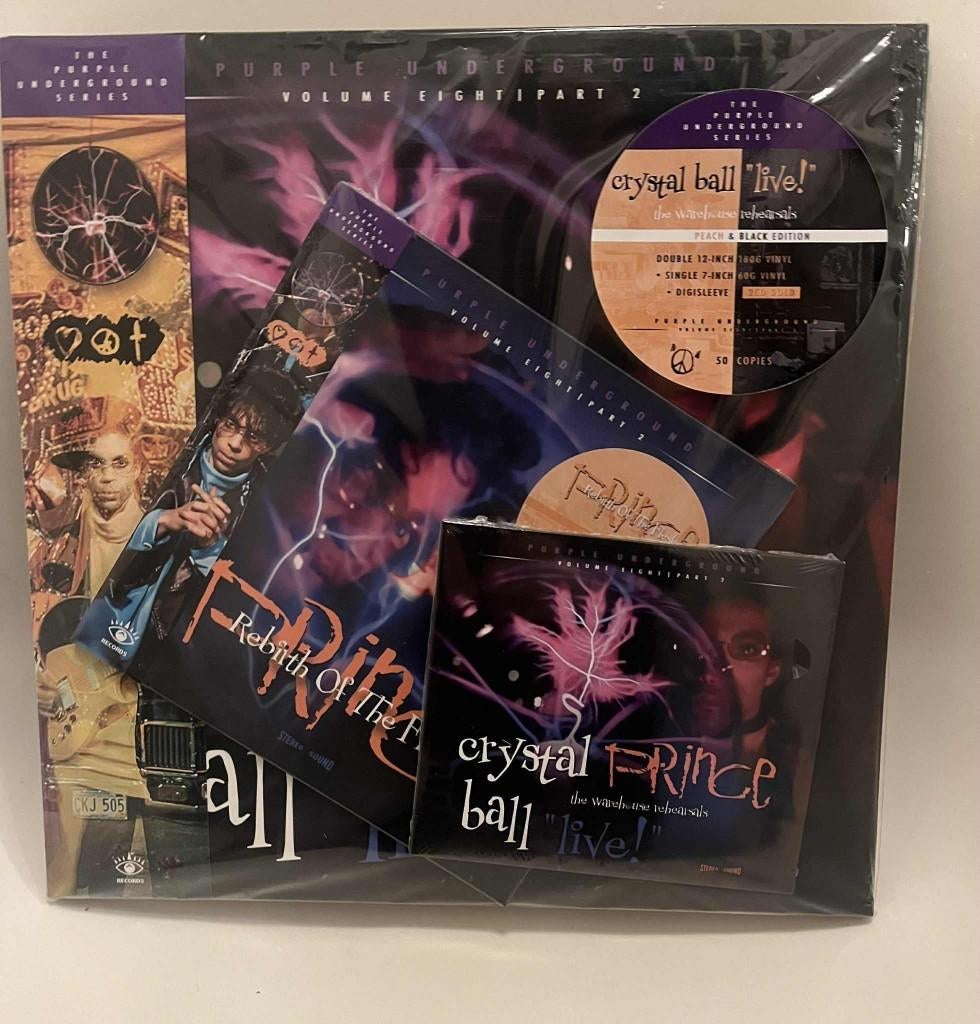 THE
PURPLE
UNDERGROUND
SERIES
PURPLE UNDERGROUND
VOLUME EIGHT|PART 2
THE
PURPLE
UNDERGROUND
SERIES
crystal ball "live!"
the warehouse rehearsals
PEACH & BLACK EDITION
DOUBLE 12-INCH 180G VINYL
+ SINGLE 7-INCH 60G VINYL
+ DIGISLEEVE
PURPLE UNDERGROUND
50 COPIES
THE
PURPLE
UNDERGROUND
SERIES
PURPLE UNDERGROUND
VOLUME EIGHT|PART 2
Prince
Rebirth Of The
Prince
Rebirth Of The
STEREO SOUND
RECORDS
PURPLE UNDERGROUND
VOLUME EIGHT|PART 2
crystal Prince
the warehouse rehearsals
ball "live!"
STEREO SOUND
all
CKJ 505
RECORDS